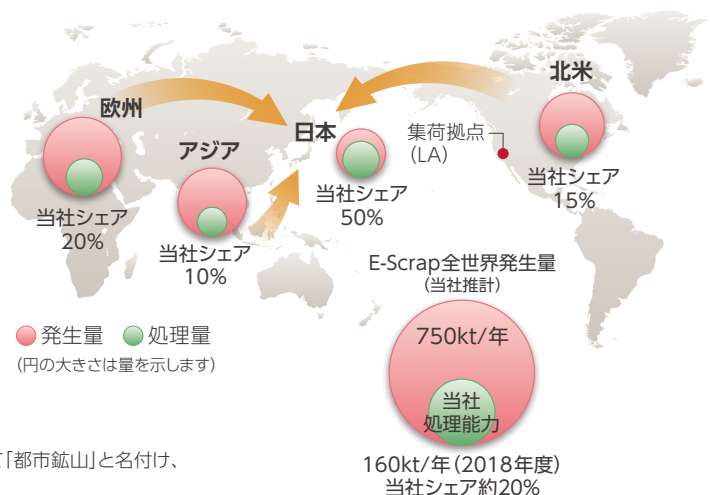 北米
欧州
日本
集荷拠点
(LA)
アジア
当社シェア
15%
当社シェア
50%
当社シェア
20%
当社シェア
10%
E-Scrap全世界発生量
(当社推計)
発生量 処理量
(円の大きさは量を示します)
750kt/年
当社
処理能力
「都市鉱山」と名付け、
160kt/年(2018年度)
当社シェア約20%